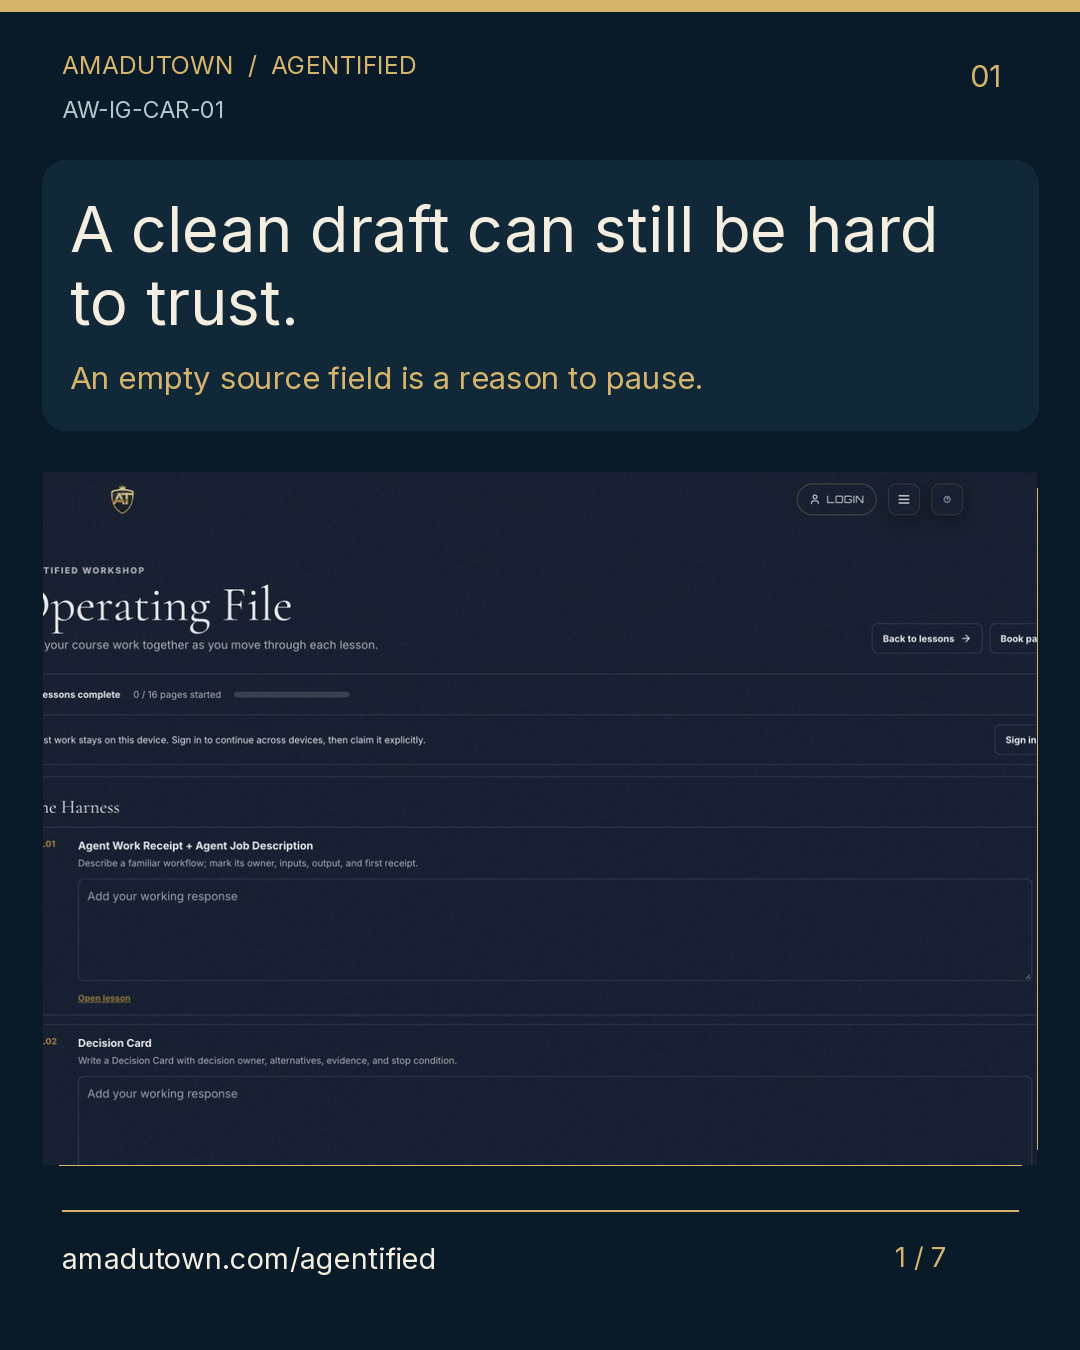 AMADUTOWN / AGENTIFIED
01
AW-IG-CAR-01
A clean draft can still be hard
to trust.
An empty source field is a reason to pause.
AT
LOGIN
TIFIED WORKSHOP
perating File
your course work together as you move through each lesson.
Back to lessons →
Book pa
essons complete 0 / 16 pages started
st work stays on this device. Sign in to continue across devices, then claim it explicitly.
Sign in
ne Harness
.01 Agent Work Receipt + Agent Job Description
Describe a familiar workflow; mark its owner, inputs, output, and first receipt.
Add your working response
Open lesson
.02 Decision Card
Write a Decision Card with decision owner, alternatives, evidence, and stop condition.
Add your working response
amadutown.com/agentified
1 / 7